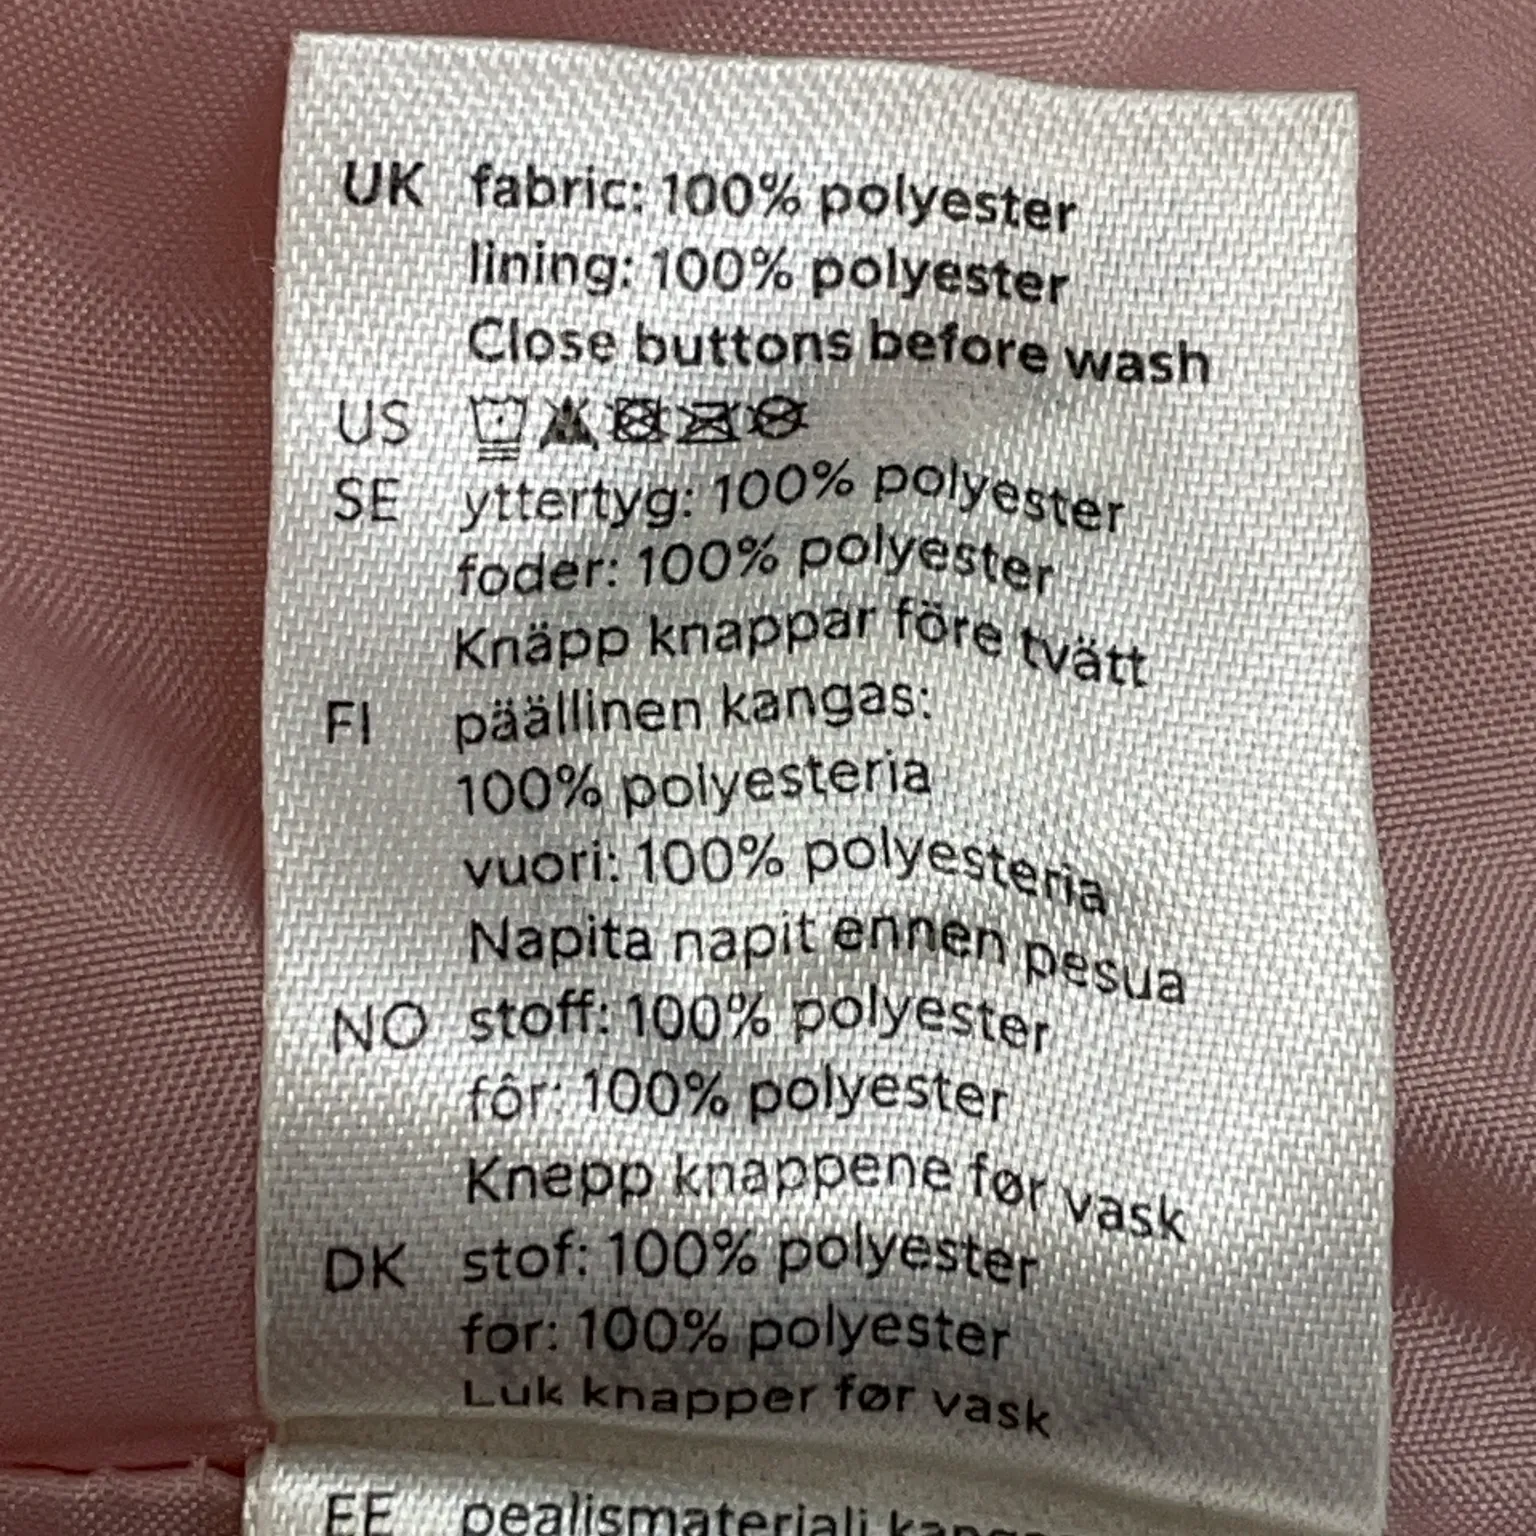 UK fabric: 100% polyester
lining: 100% polyester
Close buttons before wash
US
SE yttertyg: 100% polyester
foder: 100% polyester
Knäpp knappar före tvätt
FI päällinen kangas:
100% polyesteria
vuori: 100% polyesteria
Napita napit ennen pesua
NO stoff: 100% polyester
fôr: 100% polyester
Knepp knappene før vask
DK stof: 100% polyester
for: 100% polyester
Luk knapper før vask
EE pealismaterjali